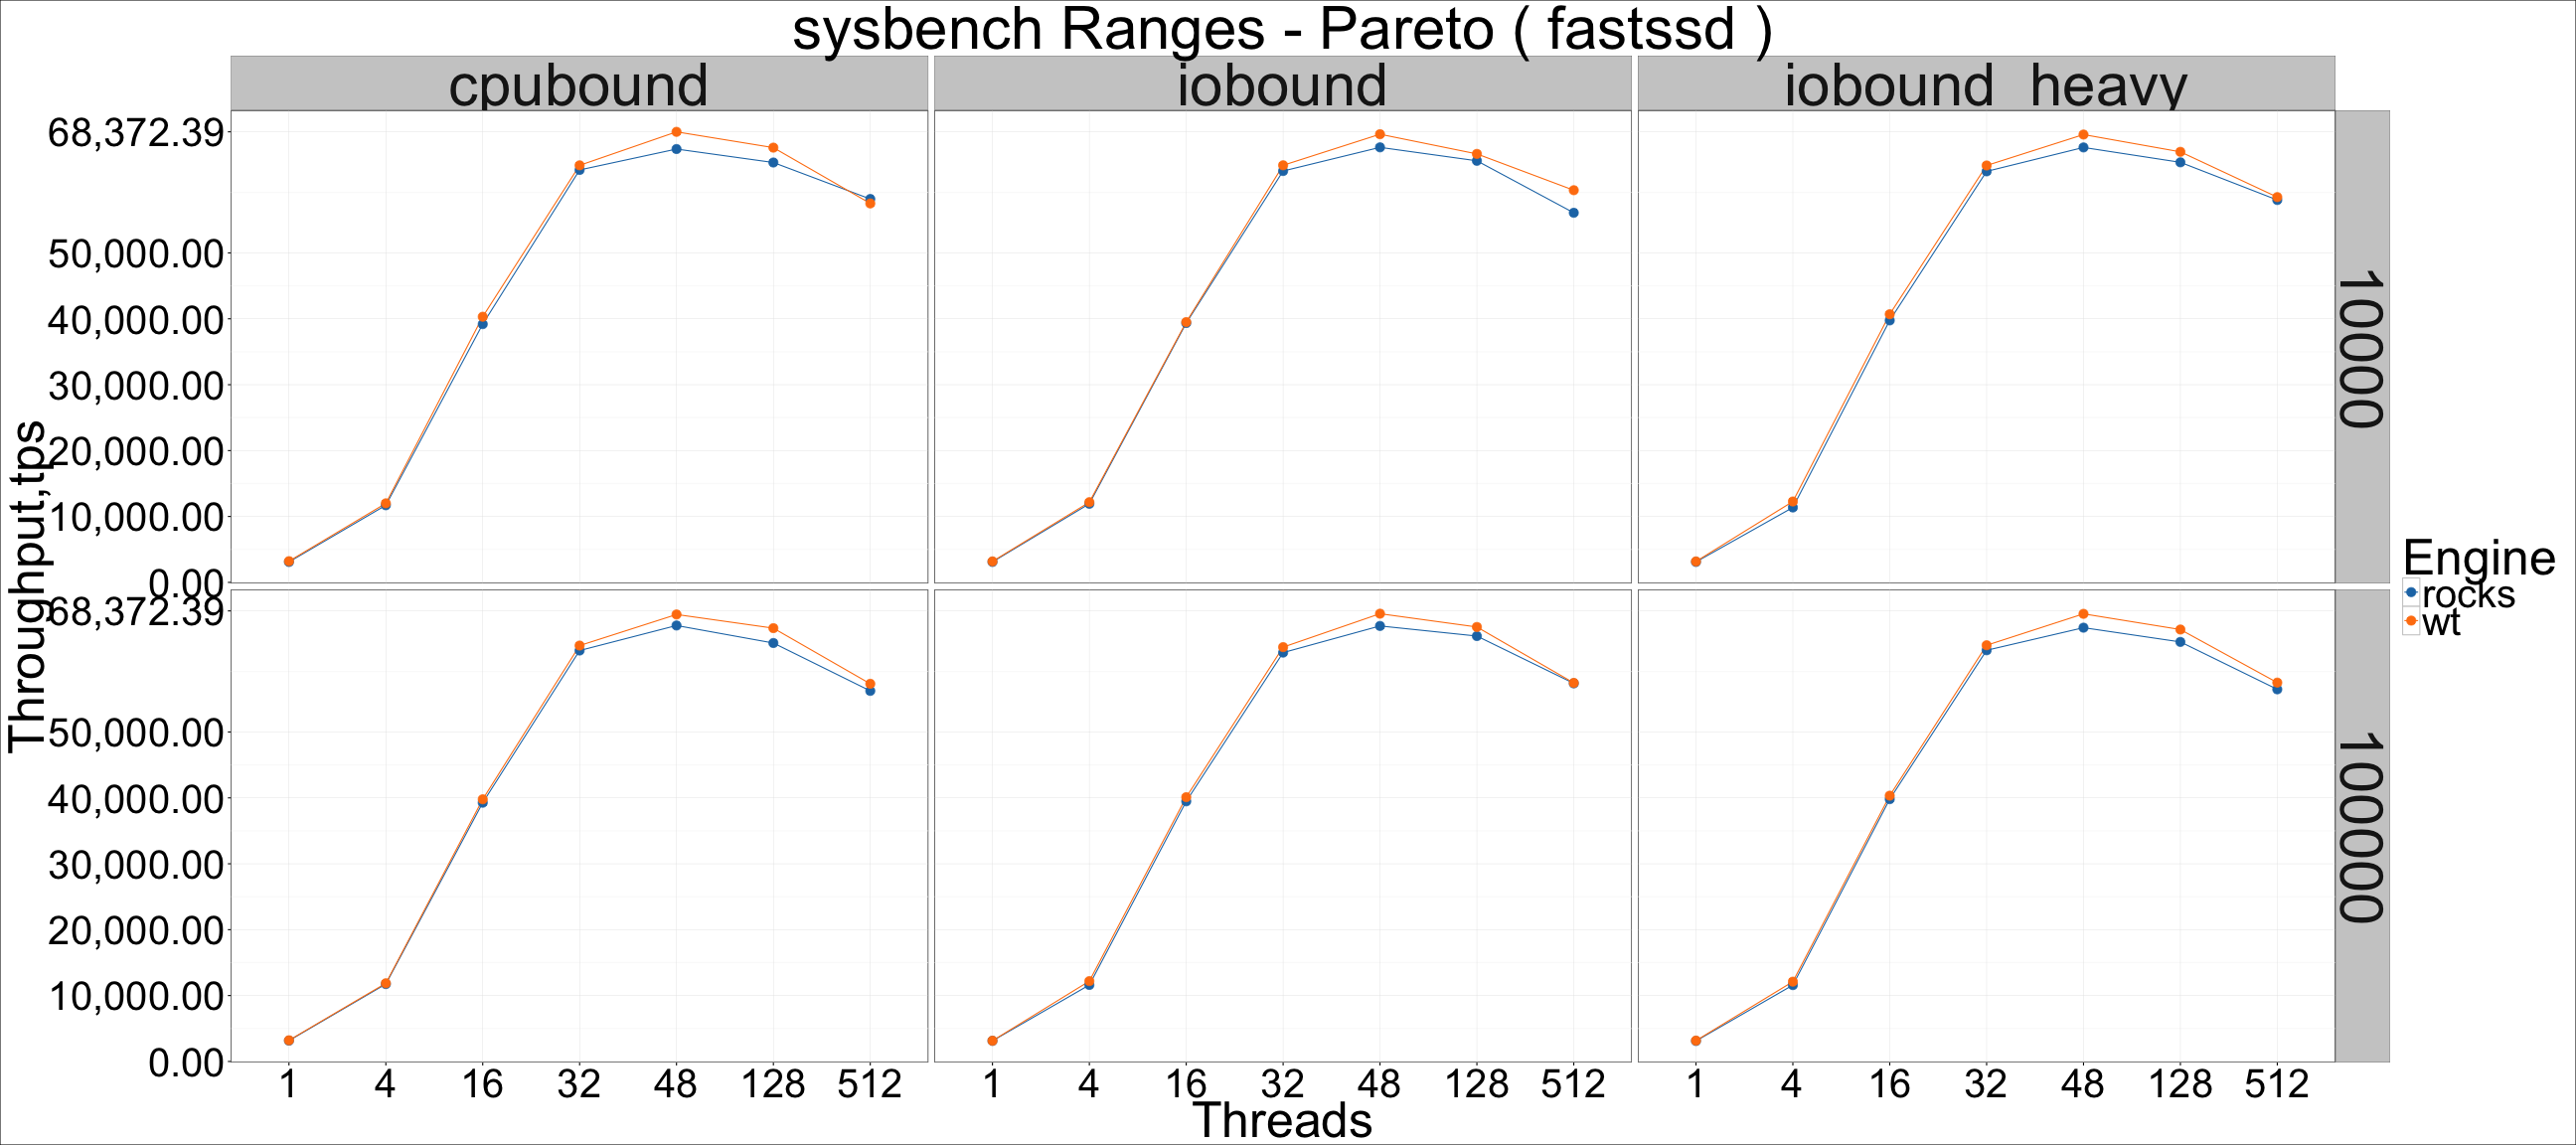 sysbench Ranges - Pareto ( fastssd )
cpubound
iobound
iobound heavy
68,372.39
50,000.00
40,000.00
30,000.00
20,000.00
10,000.00
0.00
10000
68,372.39
50,000.00
40,000.00
30,000.00
20,000.00
10,000.00
0.00
100000
Throughput,tps
1 4 16 32 48 128 512
1 4 16 32 48 128 512
1 4 16 32 48 128 512
Threads
Engine
rocks
wt